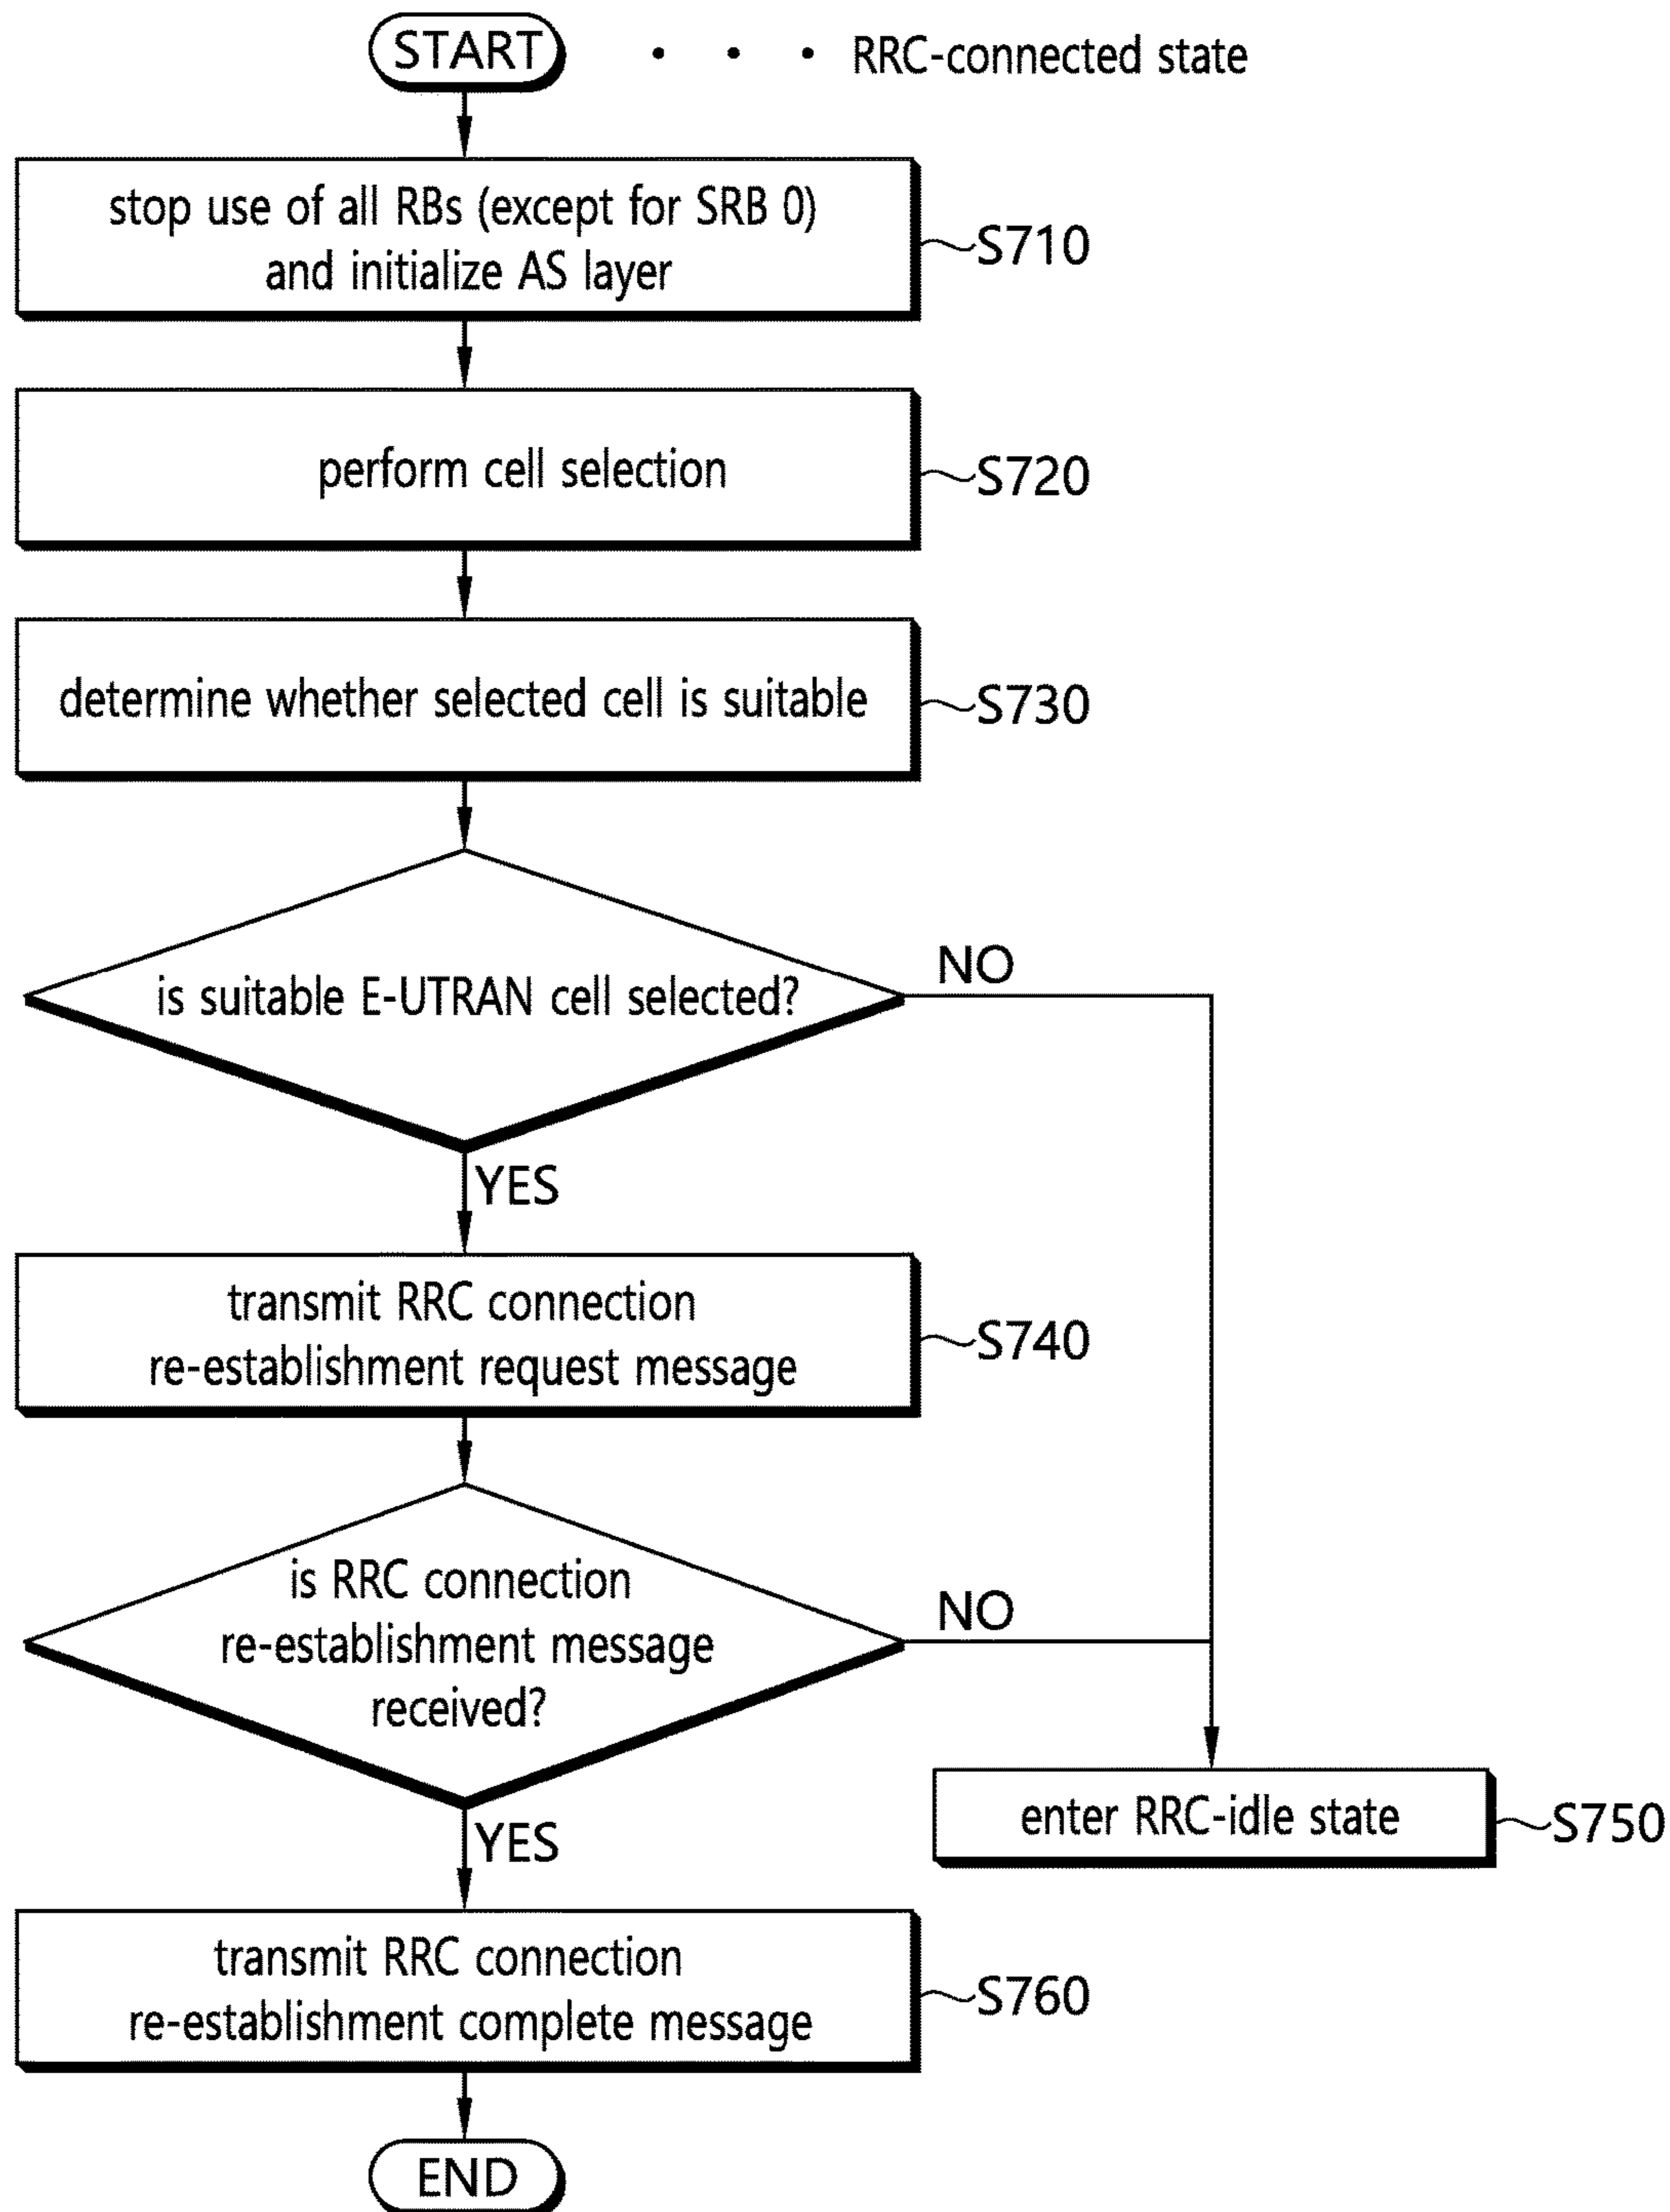 START
• • • RRC-connected state
stop use of all RBs (except for SRB 0)
and initialize AS layer
S710
perform cell selection
S720
determine whether selected cell is suitable
S730
is suitable E-UTRAN cell selected?
NO
YES
transmit RRC connection
re-establishment request message
S740
is RRC connection
re-establishment message
received?
NO
YES
enter RRC-idle state
S750
transmit RRC connection
re-establishment complete message
S760
END